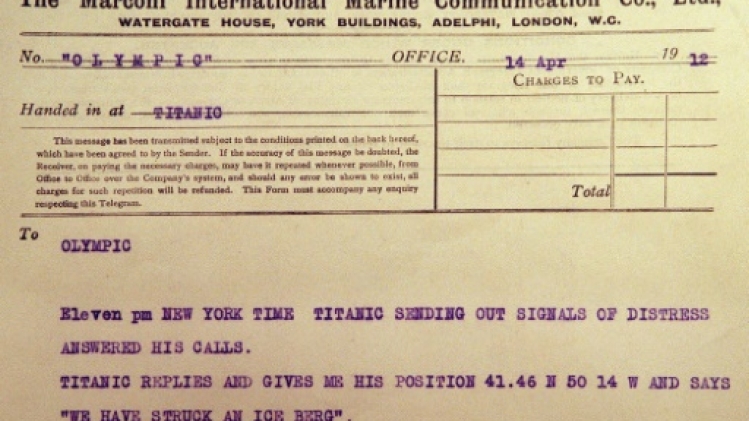 The Marconi International Marine Communication Co., Ltd.,
WATERGATE HOUSE, YORK BUILDINGS, ADELPHI, LONDON, W.C.
No. "OLYMPIC" OFFICE. 14 Apr 19 12
CHARGES TO PAY.
Handed in at TITANIC
This message has been transmitted subject to the conditions printed on the back hereof,
which have been agreed to by the Sender. If the accuracy of this message be doubted, the
Receiver, on paying the necessary charges, may have it repeated whenever possible, from
Office to Office over the Company's system, and should any error be shown to exist, all
charges for such repetition will be refunded. This Form must accompany any enquiry
respecting this Telegram.
Total
To
OLYMPIC
Eleven pm NEW YORK TIME TITANIC SENDING OUT SIGNALS OF DISTRESS
ANSWERED HIS CALLS.
TITANIC REPLIES AND GIVES ME HIS POSITION 41.46 N 50 14 W AND SAYS
"WE HAVE STRUCK AN ICE BERG".